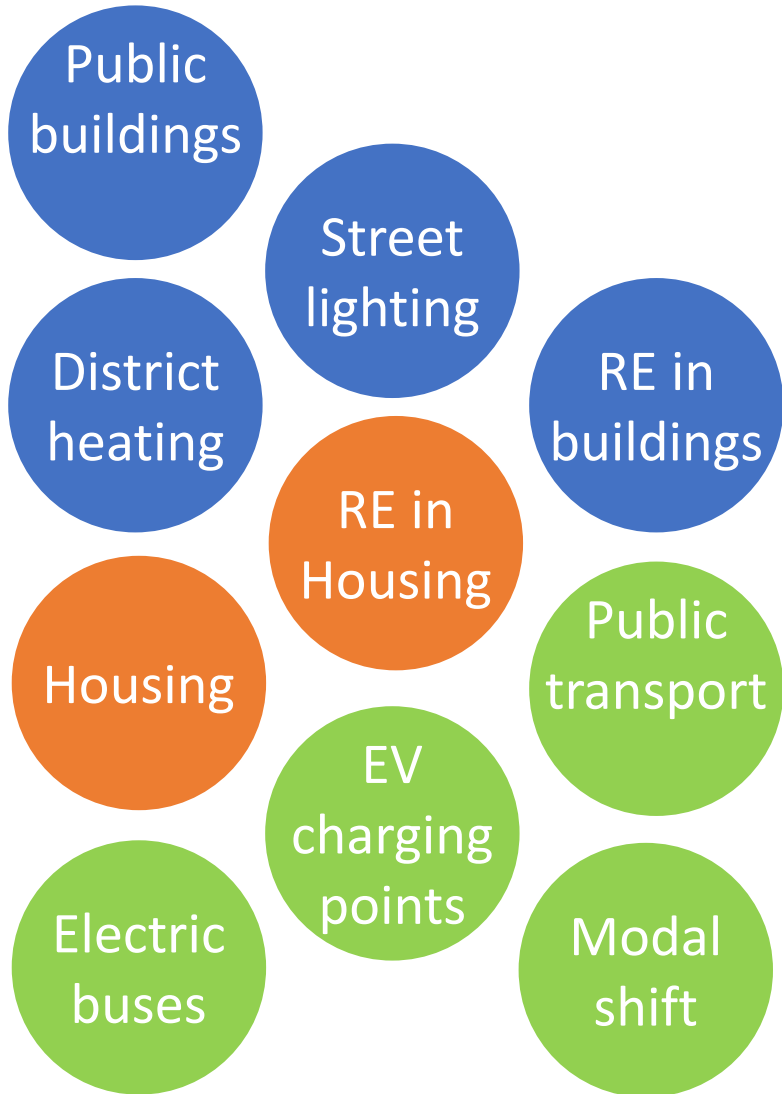 Public
buildings
Street
lighting
District
heating
RE in
buildings
RE in
Housing
Housing
Public
transport
EV
charging
points
Electric
buses
Modal
shift